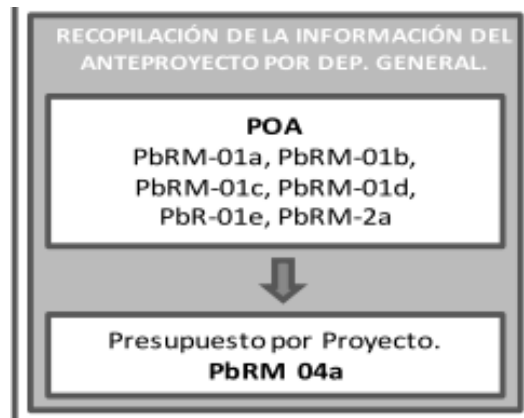 RECOPILACIÓN DE LA INFORMACIÓN DEL
ANTEPROYECTO POR DEP. GENERAL.
POA
PbRM-01a, PbRM-01b,
PbRM-01c, PbRM-01d,
PbR-01e, PbRM-2a
Presupuesto por Proyecto.
PbRM 04a